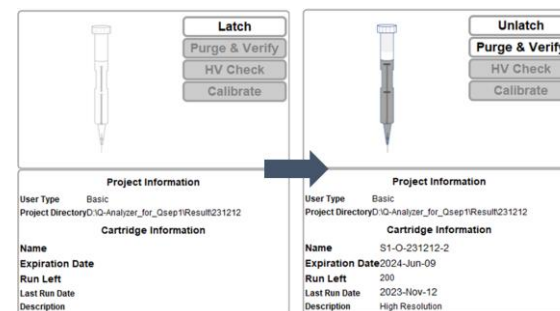 Latch
Purge & Verify
HV Check
Calibrate
Project Information
User Type Basic
Project Directory D:\Q-Analyzer_for_Qsep1\Result\231212
Cartridge Information
Name
Expiration Date
Run Left
Last Run Date
Description
Unlatch
Purge & Verify
HV Check
Calibrate
Project Information
User Type Basic
Project Directory D:\Q-Analyzer_for_Qsep1\Result\231212
Cartridge Information
Name S1-O-231212-2
Expiration Date 2024-Jun-09
Run Left 200
Last Run Date 2023-Nov-12
Description High Resolution